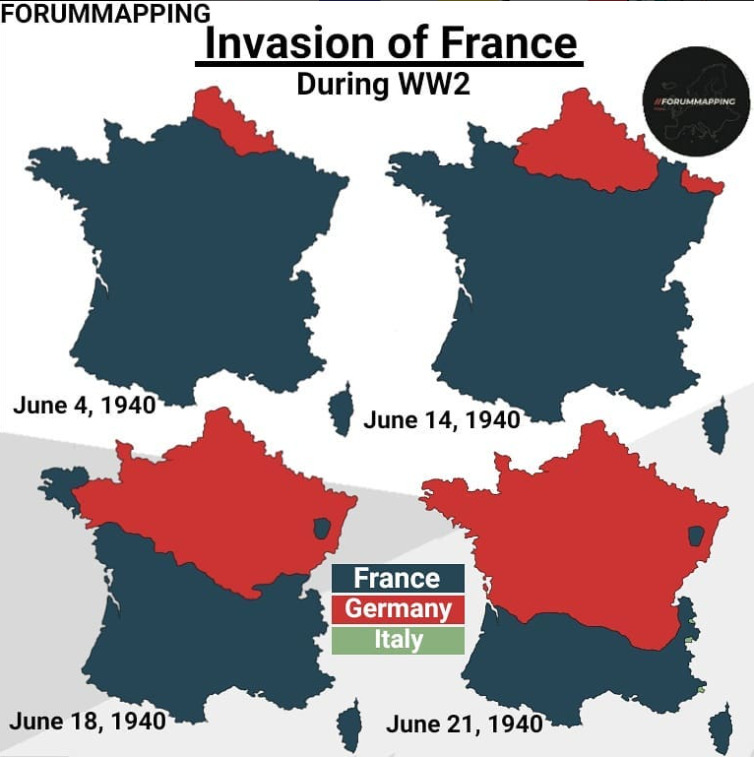 FORUMMAPPING
Invasion of France
During WW2
//FORUMMAPPING
June 4, 1940
June 14, 1940
France
Germany
Italy
June 18, 1940
June 21, 1940